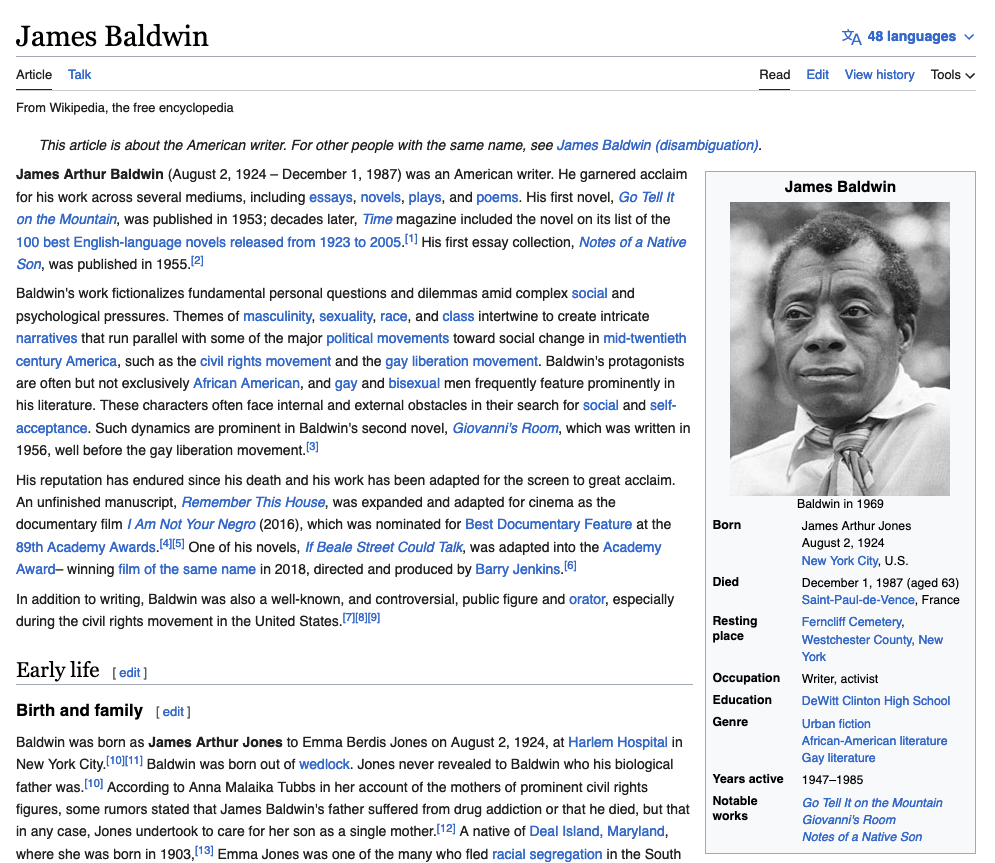 James Baldwin
48 languages
Article Talk
Read Edit View history Tools
From Wikipedia, the free encyclopedia
This article is about the American writer. For other people with the same name, see James Baldwin (disambiguation).
James Arthur Baldwin (August 2, 1924 – December 1, 1987) was an American writer. He garnered acclaim
for his work across several mediums, including essays, novels, plays, and poems. His first novel, Go Tell It
on the Mountain, was published in 1953; decades later, Time magazine included the novel on its list of the
100 best English-language novels released from 1923 to 2005.[1] His first essay collection, Notes of a Native
Son, was published in 1955.[2]
Baldwin's work fictionalizes fundamental personal questions and dilemmas amid complex social and
psychological pressures. Themes of masculinity, sexuality, race, and class intertwine to create intricate
narratives that run parallel with some of the major political movements toward social change in mid-twentieth
century America, such as the civil rights movement and the gay liberation movement. Baldwin's protagonists
are often but not exclusively African American, and gay and bisexual men frequently feature prominently in
his literature. These characters often face internal and external obstacles in their search for social and self-
acceptance. Such dynamics are prominent in Baldwin's second novel, Giovanni's Room, which was written in
1956, well before the gay liberation movement.[3]
His reputation has endured since his death and his work has been adapted for the screen to great acclaim.
An unfinished manuscript, Remember This House, was expanded and adapted for cinema as the
documentary film I Am Not Your Negro (2016), which was nominated for Best Documentary Feature at the
89th Academy Awards.[4][5] One of his novels, If Beale Street Could Talk, was adapted into the Academy
Award– winning film of the same name in 2018, directed and produced by Barry Jenkins.[6]
In addition to writing, Baldwin was also a well-known, and controversial, public figure and orator, especially
during the civil rights movement in the United States.[7][8][9]
Early life [ edit ]
Birth and family [ edit ]
Baldwin was born as James Arthur Jones to Emma Berdis Jones on August 2, 1924, at Harlem Hospital in
New York City.[10][11] Baldwin was born out of wedlock. Jones never revealed to Baldwin who his biological
father was.[10] According to Anna Malaika Tubbs in her account of the mothers of prominent civil rights
figures, some rumors stated that James Baldwin's father suffered from drug addiction or that he died, but that
in any case, Jones undertook to care for her son as a single mother.[12] A native of Deal Island, Maryland,
where she was born in 1903,[13] Emma Jones was one of the many who fled racial segregation in the South
James Baldwin
Baldwin in 1969
Born James Arthur Jones
August 2, 1924
New York City, U.S.
Died December 1, 1987 (aged 63)
Saint-Paul-de-Vence, France
Resting Ferncliff Cemetery,
place Westchester County, New
York
Occupation Writer, activist
Education DeWitt Clinton High School
Genre Urban fiction
African-American literature
Gay literature
Years active 1947–1985
Notable Go Tell It on the Mountain
works Giovanni's Room
Notes of a Native Son